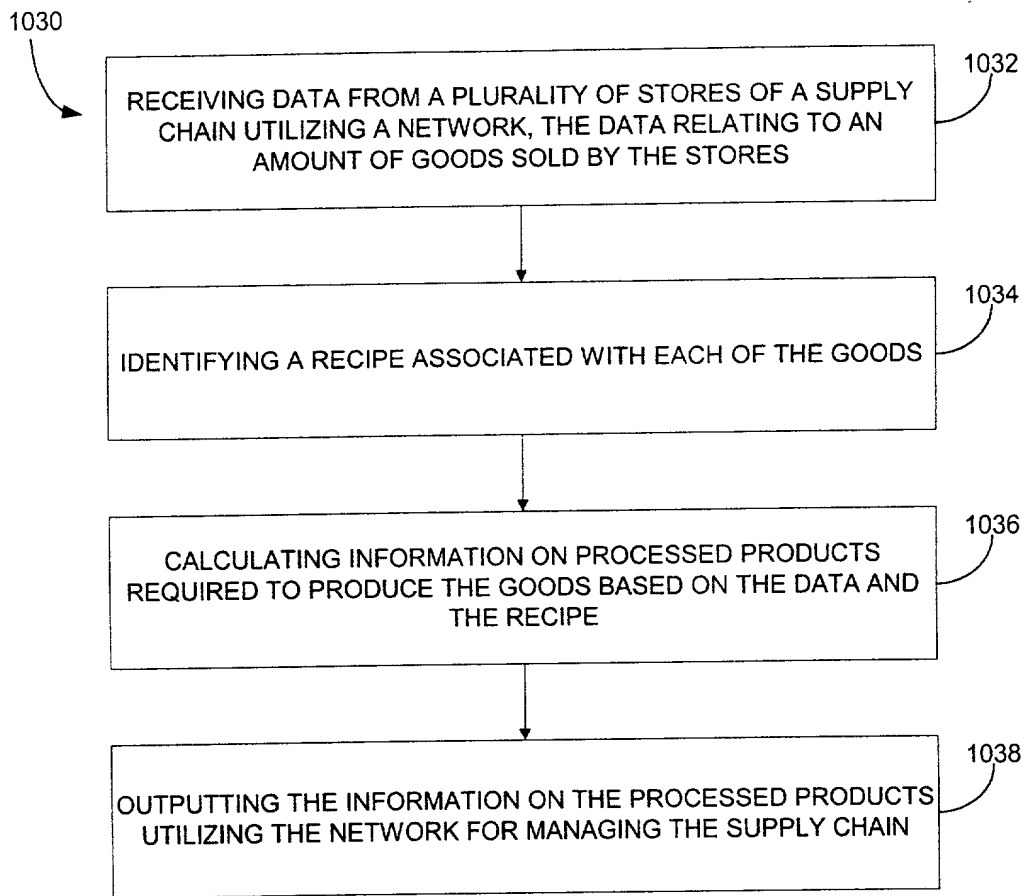 1030
1032
RECEIVING DATA FROM A PLURALITY OF STORES OF A SUPPLY
CHAIN UTILIZING A NETWORK, THE DATA RELATING TO AN
AMOUNT OF GOODS SOLD BY THE STORES
1034
IDENTIFYING A RECIPE ASSOCIATED WITH EACH OF THE GOODS
1036
CALCULATING INFORMATION ON PROCESSED PRODUCTS
REQUIRED TO PRODUCE THE GOODS BASED ON THE DATA AND
THE RECIPE
1038
OUTPUTTING THE INFORMATION ON THE PROCESSED PRODUCTS
UTILIZING THE NETWORK FOR MANAGING THE SUPPLY CHAIN